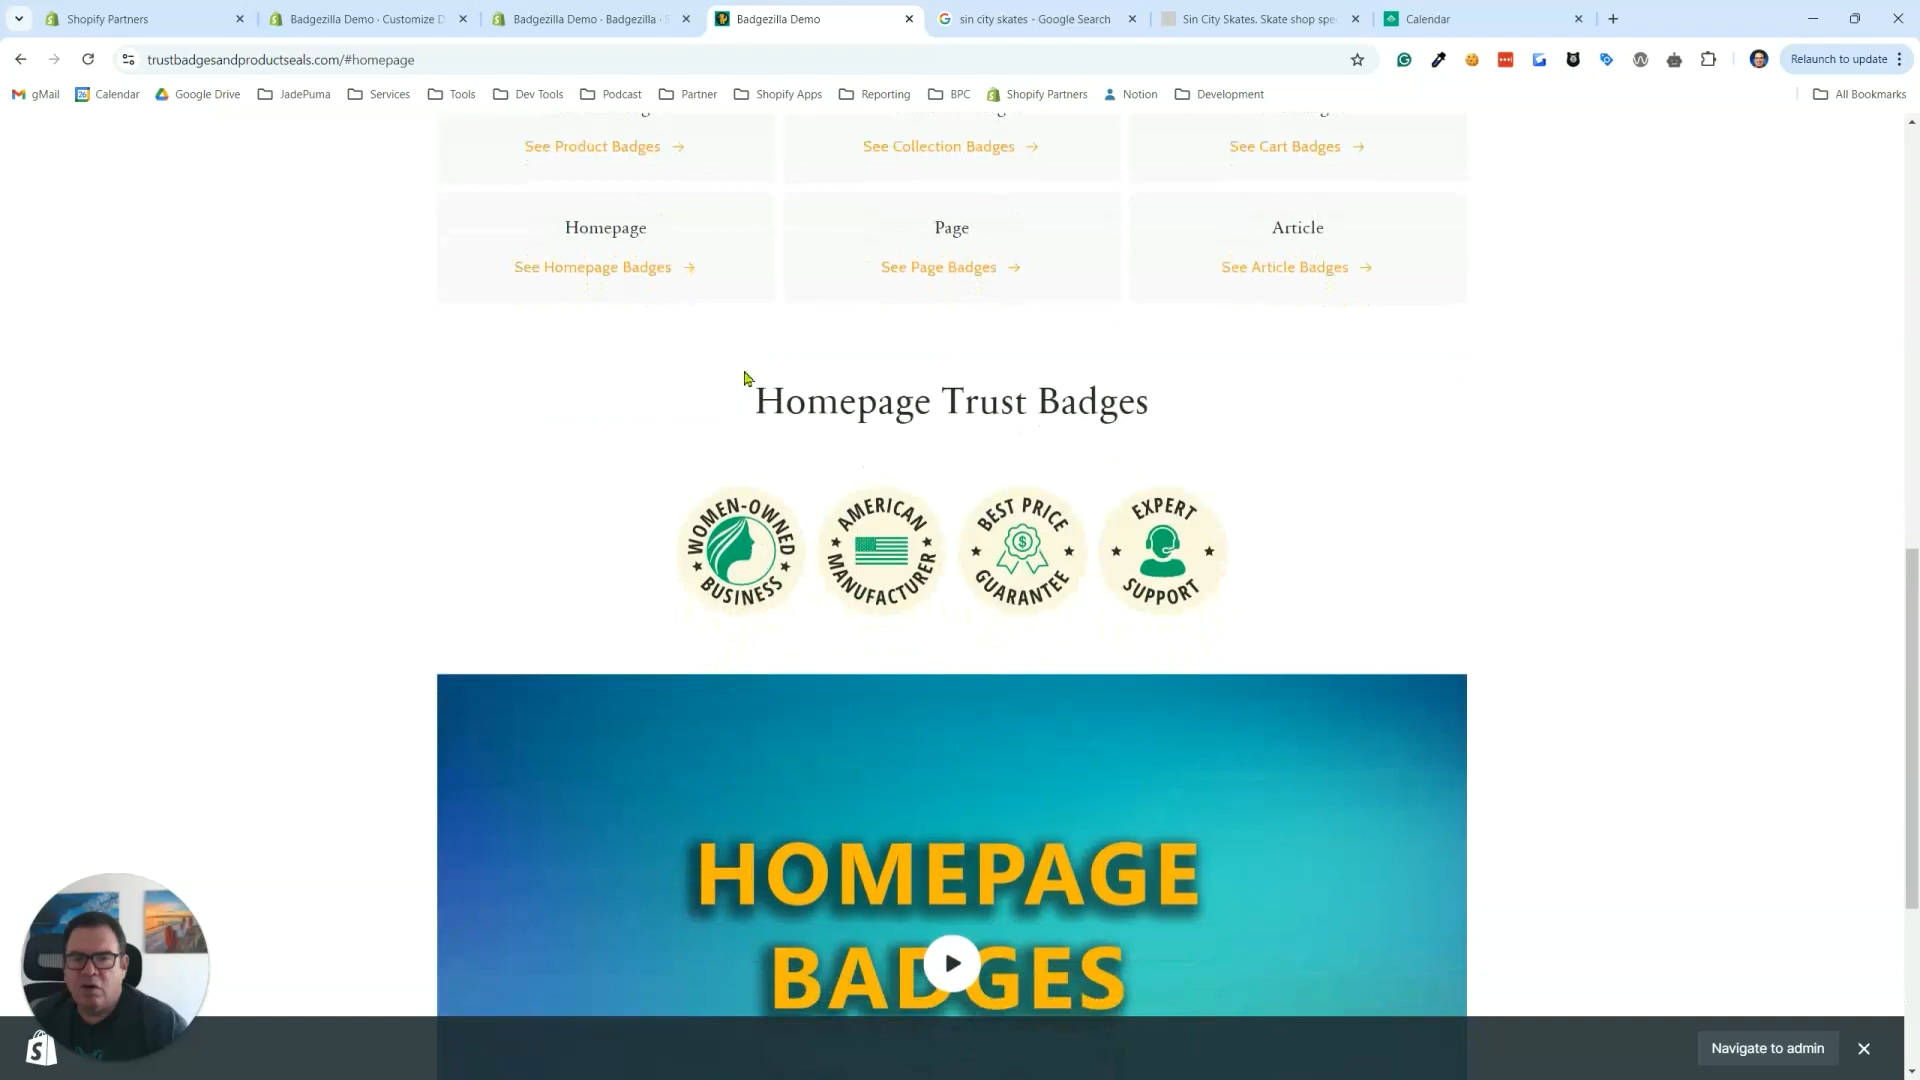 Shopify Partners
Badgezilla Demo · Customize D
Badgezilla Demo · Badgezilla ·
Badgezilla Demo
sin city skates - Google Search
Sin City Skates. Skate shop spe
Calendar
trustbadgesandproductseals.com/#homepage
Relaunch to update
gMail
Calendar
Google Drive
JadePuma
Services
Tools
Dev Tools
Podcast
Partner
Shopify Apps
Reporting
BPC
Shopify Partners
Notion
Development
All Bookmarks
See Product Badges →
See Collection Badges →
See Cart Badges →
Homepage
Page
Article
See Homepage Badges →
See Page Badges →
See Article Badges →
Homepage Trust Badges
WOMEN-OWNED
BUSINESS
AMERICAN
MANUFACTURER
BEST PRICE
$
GUARANTEE
EXPERT
SUPPORT
HOMEPAGE
BADGES
Navigate to admin